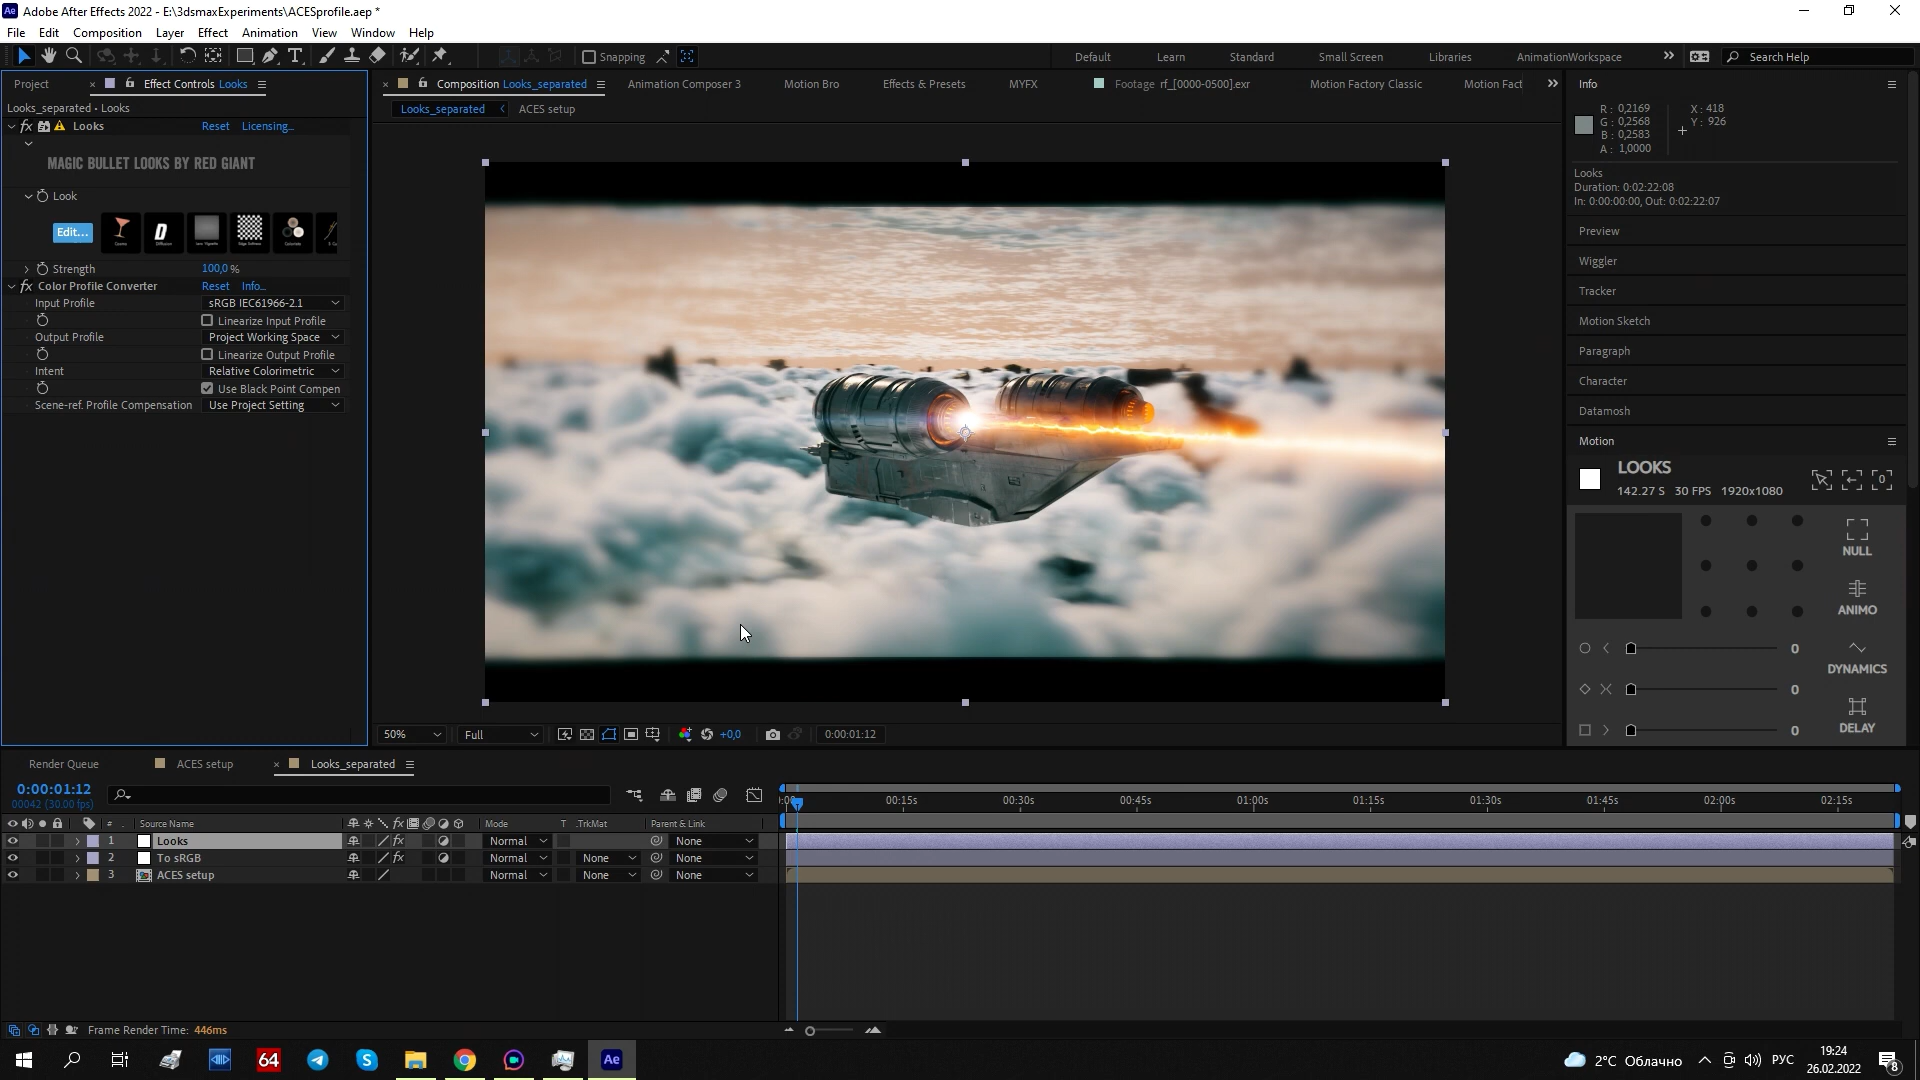 Adobe After Effects 2022 - E:\3dsmaxExperiments\ACESprofile.aep *
File Edit Composition Layer Effect Animation View Window Help
Snapping
Default Learn Standard Small Screen Libraries AnimationWorkspace Search Help
Project Effect Controls Looks
Composition Looks_separated Animation Composer 3 Motion Bro Effects & Presets MYFX Footage rf_[0000-0500].exr Motion Factory Classic Motion Fact
Info
Looks_separated • Looks
Looks_separated ACES setup
fx Looks Reset Licensing...
MAGIC BULLET LOOKS BY RED GIANT
Look
Edit...
Strength 100,0 %
fx Color Profile Converter Reset Info...
Input Profile sRGB IEC61966-2.1
Linearize Input Profile
Output Profile Project Working Space
Linearize Output Profile
Intent Relative Colorimetric
Use Black Point Compen
Scene-ref. Profile Compensation Use Project Setting
R : 0,2169
G : 0,2568
B : 0,2583
A : 1,0000
X : 418
Y : 926
Looks
Duration: 0:02:22:08
In: 0:00:00:00, Out: 0:02:22:07
Preview
Wiggler
Tracker
Motion Sketch
Paragraph
Character
Datamosh
Motion
LOOKS
142.27 S 30 FPS 1920x1080
NULL
ANIMO
0
DYNAMICS
0
DELAY
0
50% Full +0,0 0:00:01:12
Render Queue ACES setup Looks_separated
0:00:01:12
00042 (30.00 fps)
00:15s 00:30s 00:45s 01:00s 01:15s 01:30s 01:45s 02:00s 02:15s
# Source Name fx Mode T .TrkMat Parent & Link
1 Looks fx Normal None
2 To sRGB fx Normal None None
3 ACES setup Normal None None
Frame Render Time: 446ms
64
Ae
2°C Облачно РУС
19:24
26.02.2022
8